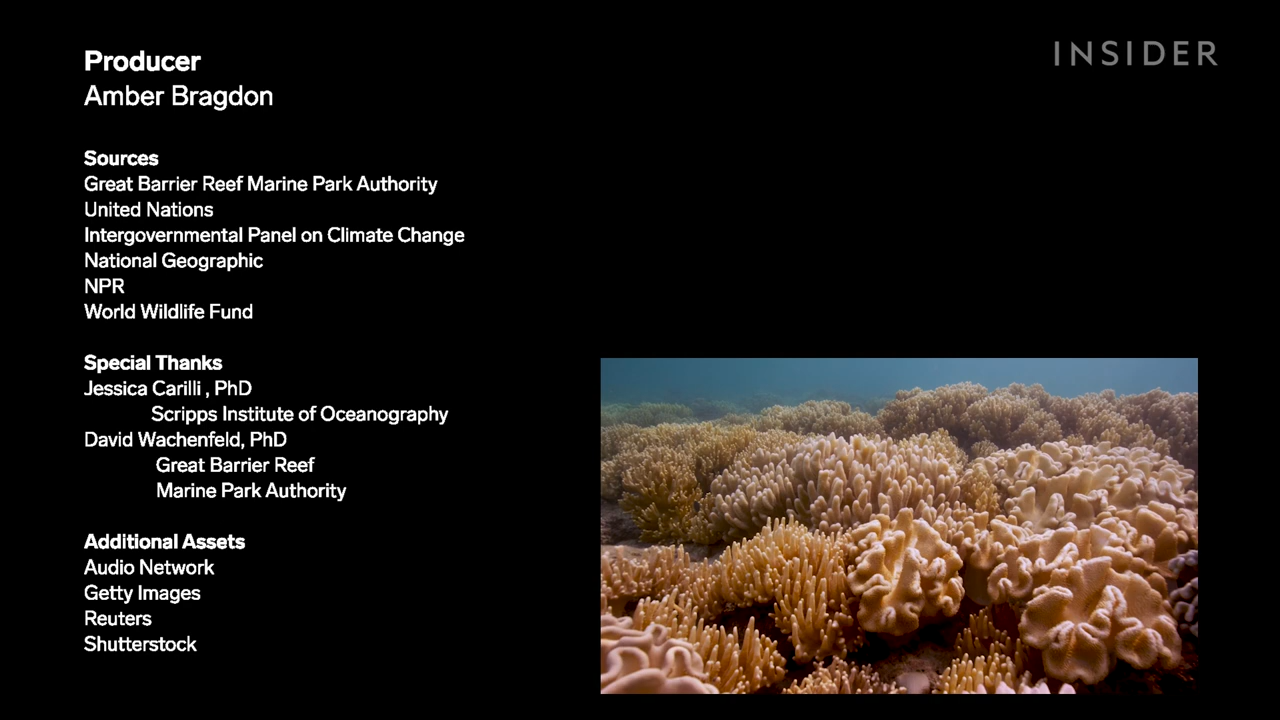 Producer
Amber Bragdon
INSIDER
Sources
Great Barrier Reef Marine Park Authority
United Nations
Intergovernmental Panel on Climate Change
National Geographic
NPR
World Wildlife Fund
Special Thanks
Jessica Carilli , PhD
Scripps Institute of Oceanography
David Wachenfeld, PhD
Great Barrier Reef
Marine Park Authority
Additional Assets
Audio Network
Getty Images
Reuters
Shutterstock